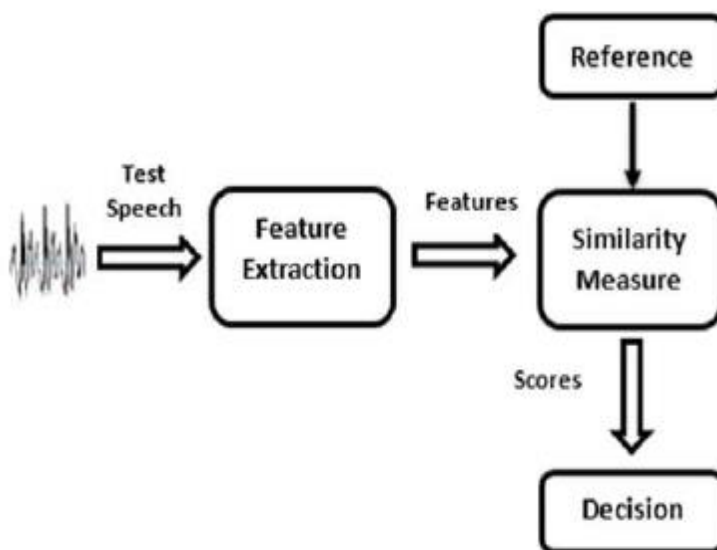 Reference
Test
Speech
Feature
Extraction
Features
Similarity
Measure
Scores
Decision